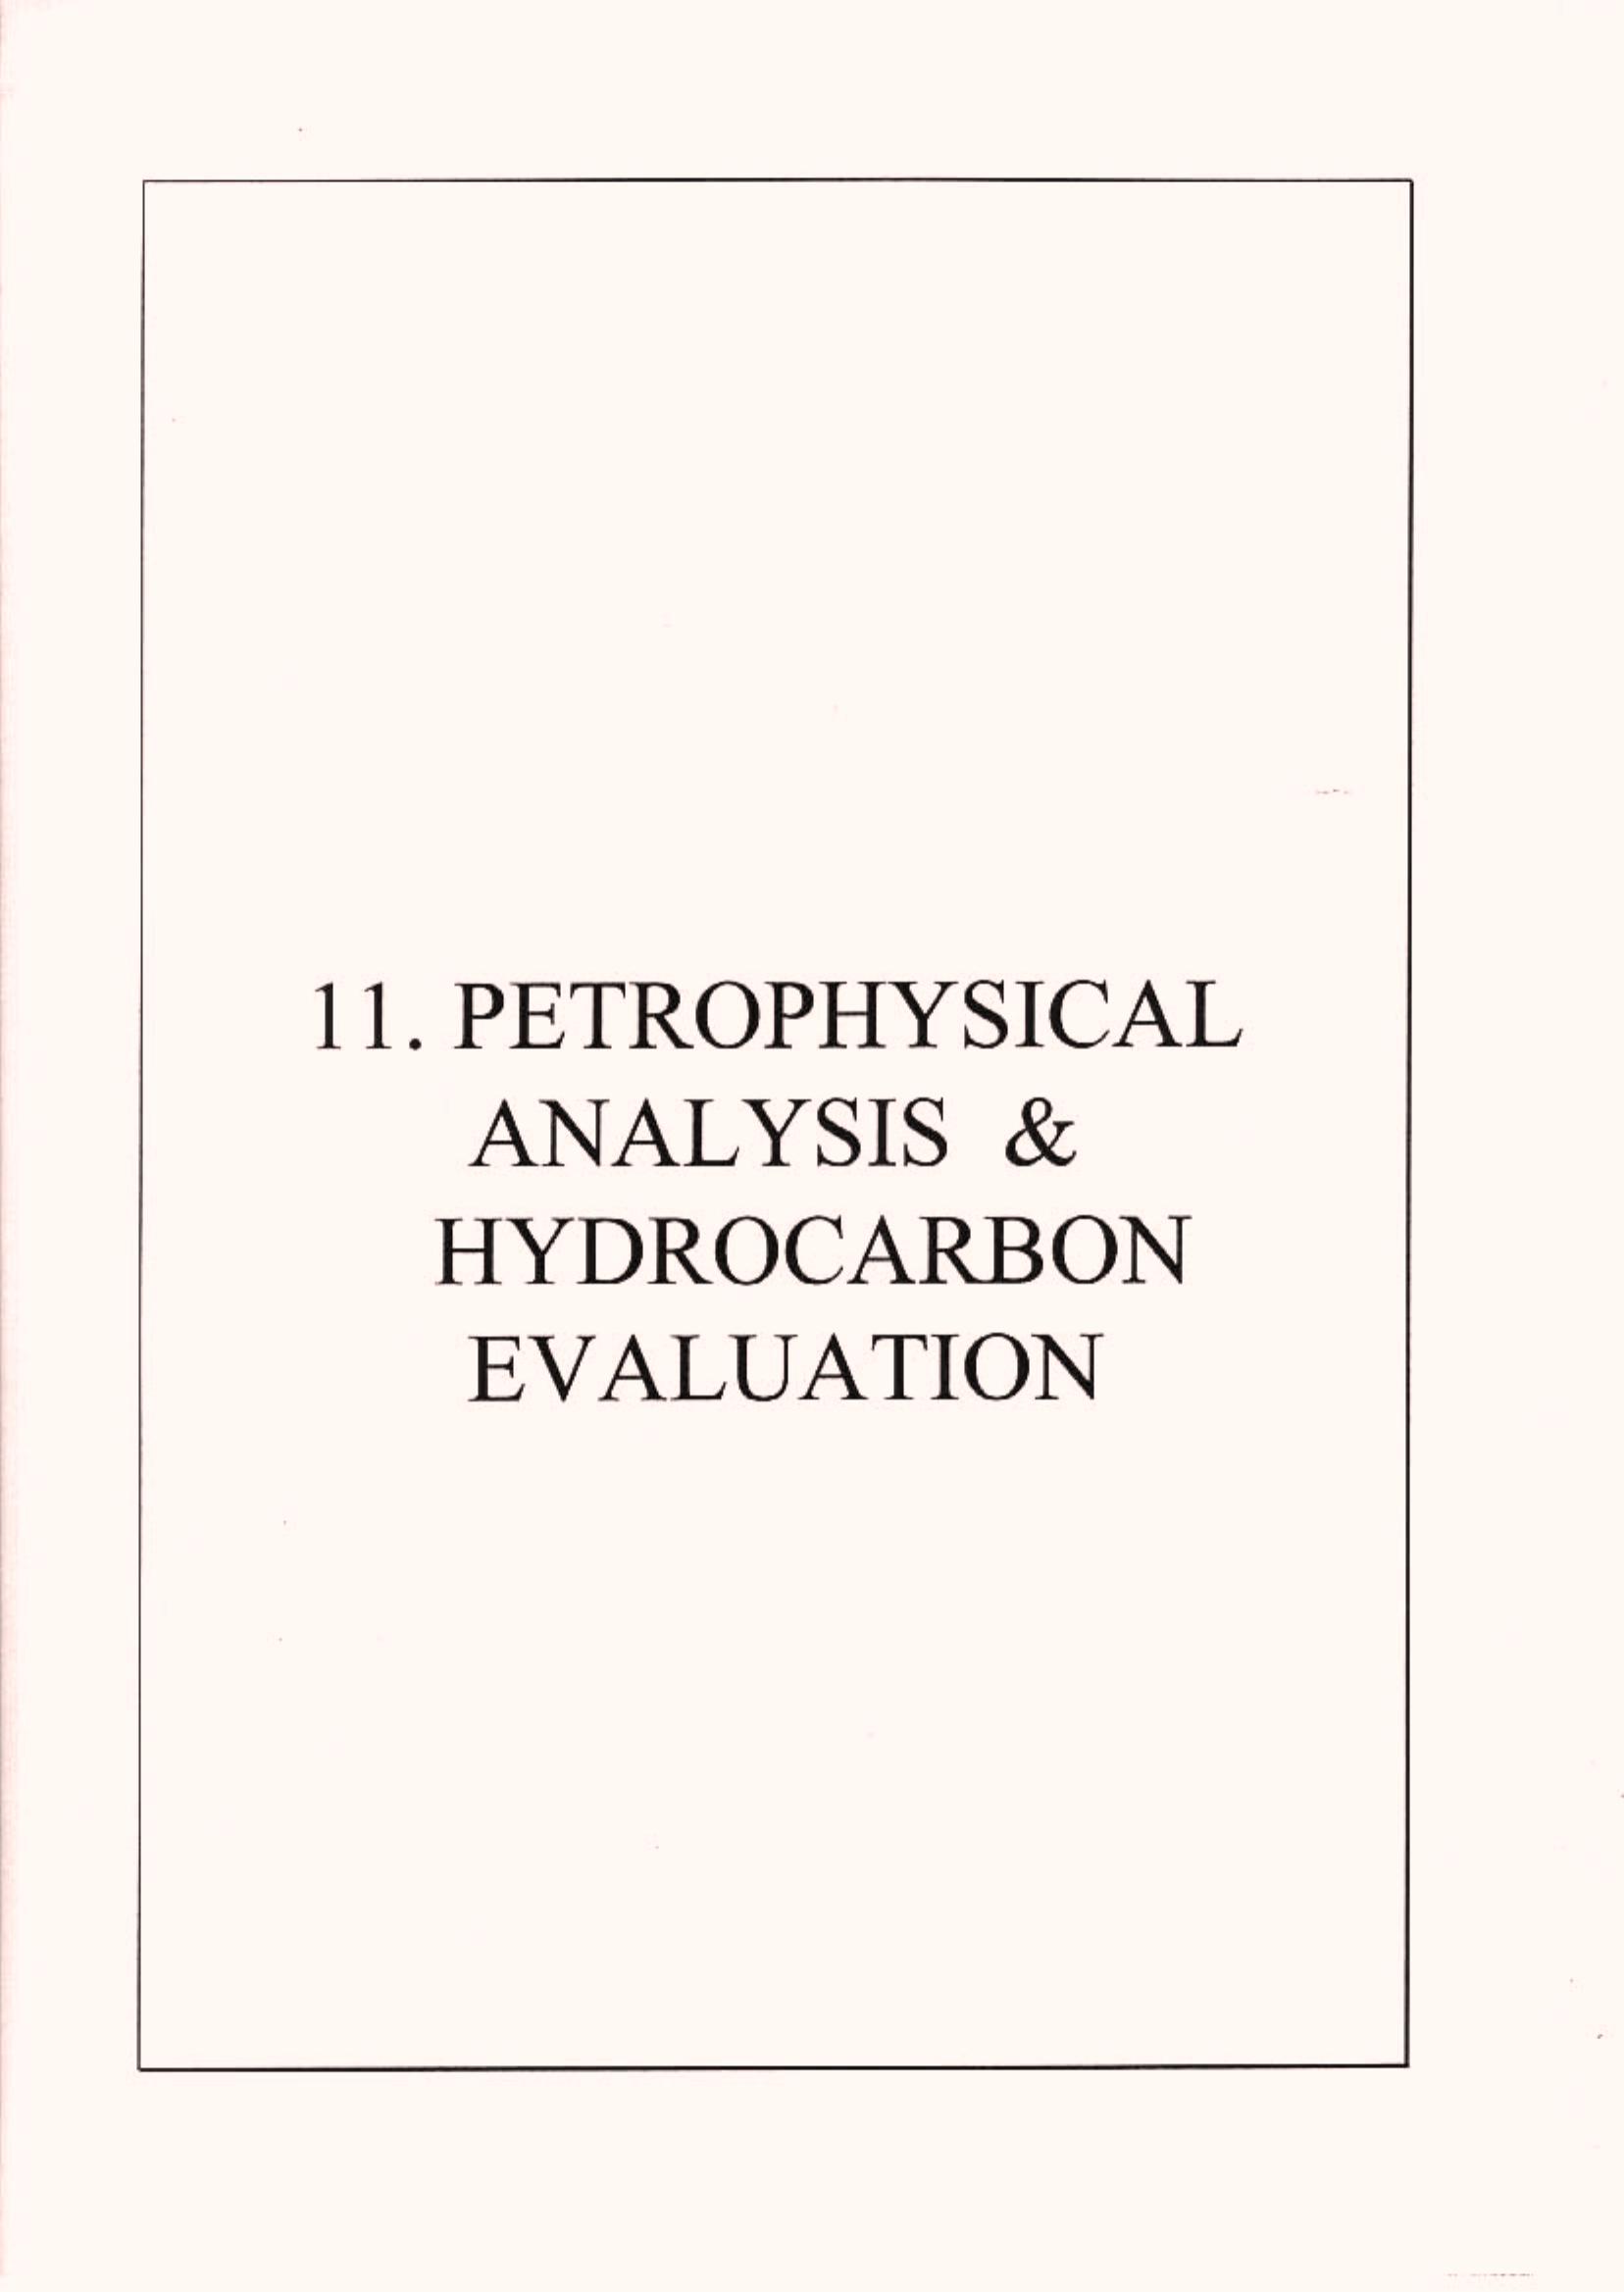 11. PETROPHYSICAL
ANALYSIS &
HYDROCARBON
EVALUATION